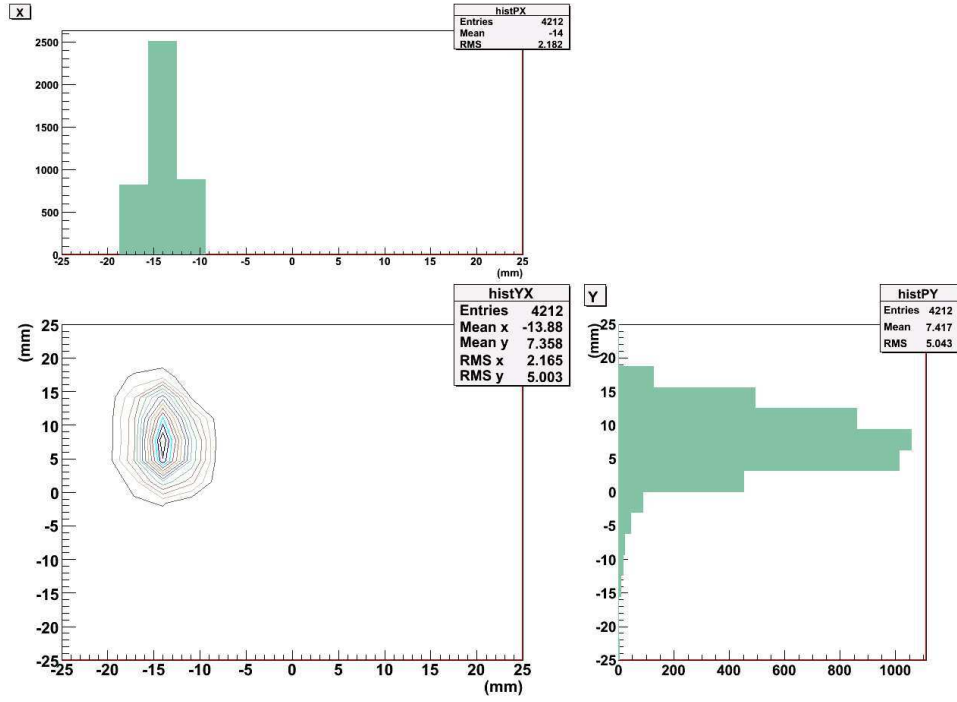 X
histPX
Entries 4212
Mean -14
RMS 2.182
2500
2000
1500
1000
500
0
-25 -20 -15 -10 -5 0 5 10 15 20 25
(mm)
histYX
Entries 4212
Mean x -13.88
Mean y 7.358
RMS x 2.165
RMS y 5.003
(mm)
25
20
15
10
5
0
-5
-10
-15
-20
-25
-25 -20 -15 -10 -5 0 5 10 15 20 25
(mm)
Y
histPY
Entries 4212
Mean 7.417
RMS 5.043
(mm)
25
20
15
10
5
0
-5
-10
-15
-20
-25
0 200 400 600 800 1000